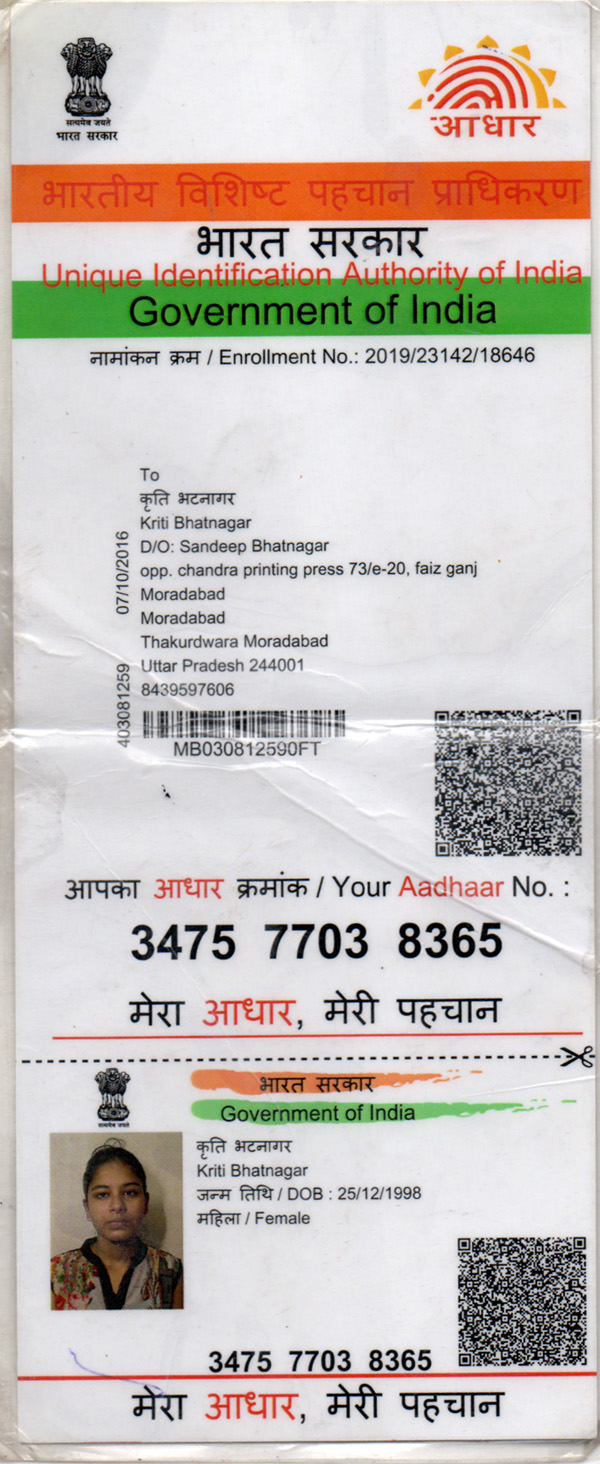 सत्यमेव जयते
भारत सरकार
आधार
भारतीय विशिष्ट पहचान प्राधिकरण
भारत सरकार
Unique Identification Authority of India
Government of India
नामांकन क्रम / Enrollment No.: 2019/23142/18646
To
कृति भटनागर
Kriti Bhatnagar
D/O: Sandeep Bhatnagar
opp. chandra printing press 73/e-20, faiz ganj
Moradabad
Moradabad
Thakurdwara Moradabad
Uttar Pradesh 244001
8439597606
07/10/2016
403081259
MB030812590FT
आपका आधार क्रमांक / Your Aadhaar No. :
3475 7703 8365
मेरा आधार, मेरी पहचान
सत्यमेव जयते
भारत सरकार
Government of India
कृति भटनागर
Kriti Bhatnagar
जन्म तिथि / DOB : 25/12/1998
महिला / Female
3475 7703 8365
मेरा आधार, मेरी पहचान